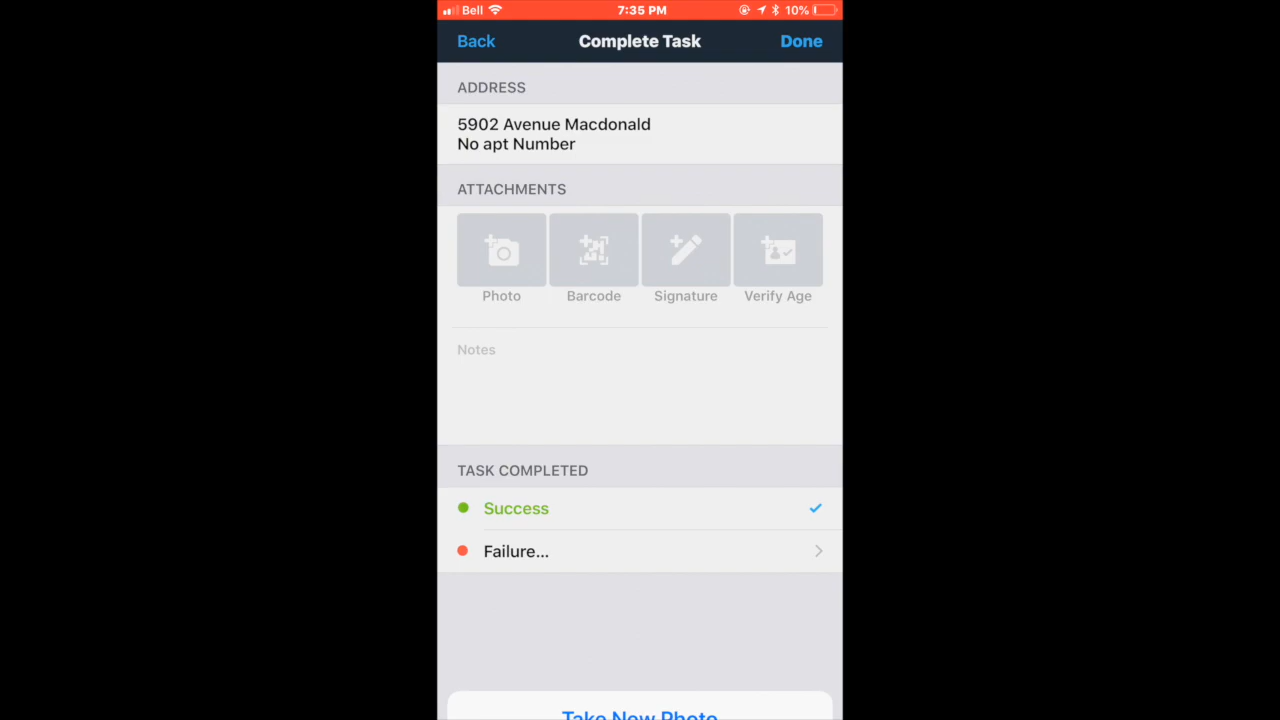 Bell 7:35 PM 10%
Back Complete Task Done
ADDRESS
5902 Avenue Macdonald
No apt Number
ATTACHMENTS
Photo Barcode Signature Verify Age
Notes
TASK COMPLETED
Success
Failure...
Take New Photo